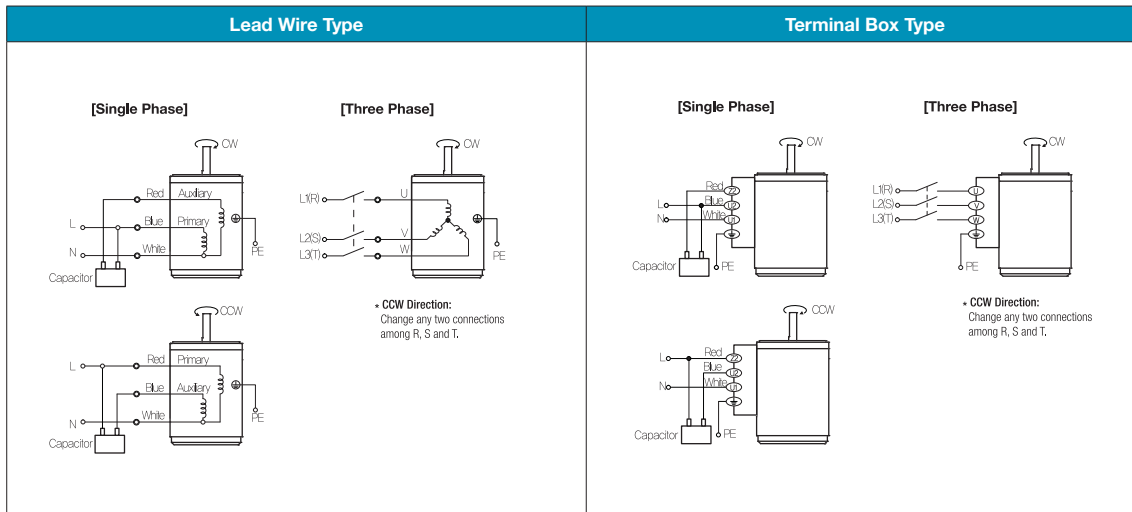 Lead Wire Type
[Single Phase]
CW
Red Auxiliary
L Blue Primary
N White
PE
Capacitor
CCW
Red Primary
L
Blue Auxiliary
N White
PE
Capacitor
[Three Phase]
CW
L1(R) U
L2(S) V
L3(T) W
PE
* CCW Direction:
Change any two connections
among R, S and T.
Terminal Box Type
[Single Phase]
CW
Red Z2
L Blue U2
N White U1
Capacitor PE
CCW
L Red Z2
Blue U2
N White U1
Capacitor PE
[Three Phase]
CW
L1(R) U
L2(S) V
L3(T) W
PE
* CCW Direction:
Change any two connections
among R, S and T.